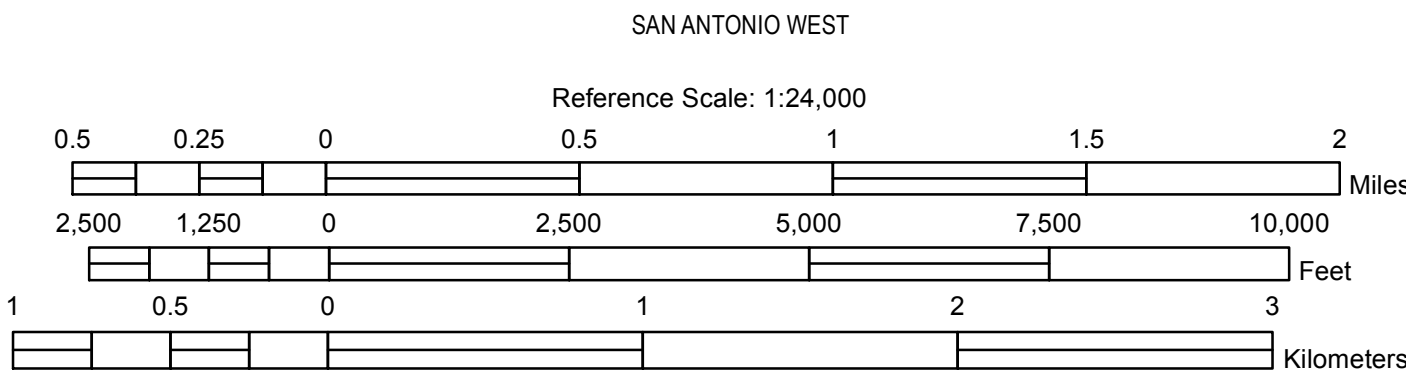 SAN ANTONIO WEST
Reference Scale: 1:24,000
0.5 0.25 0 0.5 1 1.5 2
Miles
2,500 1,250 0 2,500 5,000 7,500 10,000
Feet
1 0.5 0 1 2 3
Kilometers